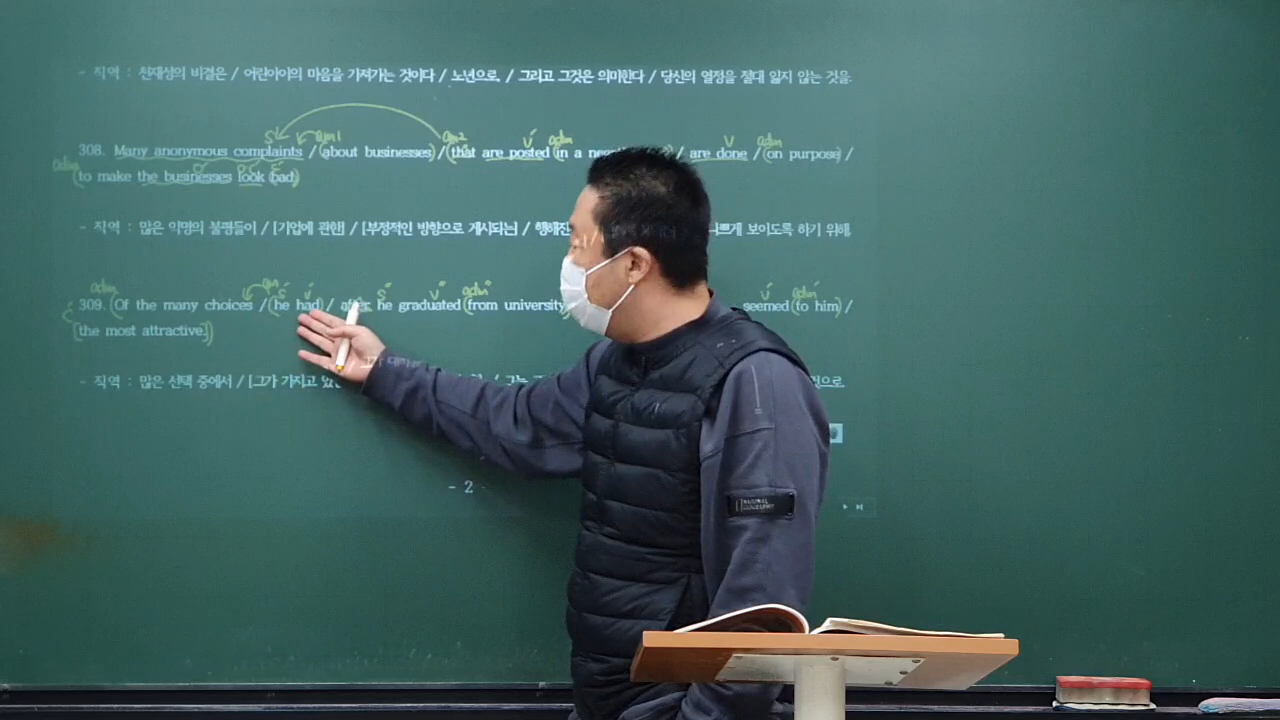 - 직역 : 천재성의 비결은 / 어린아이의 마음을 가져가는 것이다 / 노년으로, / 그리고 그것은 의미한다 / 당신의 열정을 절대 잃지 않는 것을.
308. Many anonymous complaints / about businesses / that are posted in a / are done / on purpose /
to make the businesses look bad.
- 직역 : 많은 익명의 불평들이 / [기업에 관한] / [부정적인 방향으로 게시되는] / 나쁘게 보이도록 하기 위해.
309. Of the many choices / he had / after he graduated from university, seemed to him /
the most attractive.
- 직역 : 많은 선택 중에서 / [그가 가지고
- 2 -